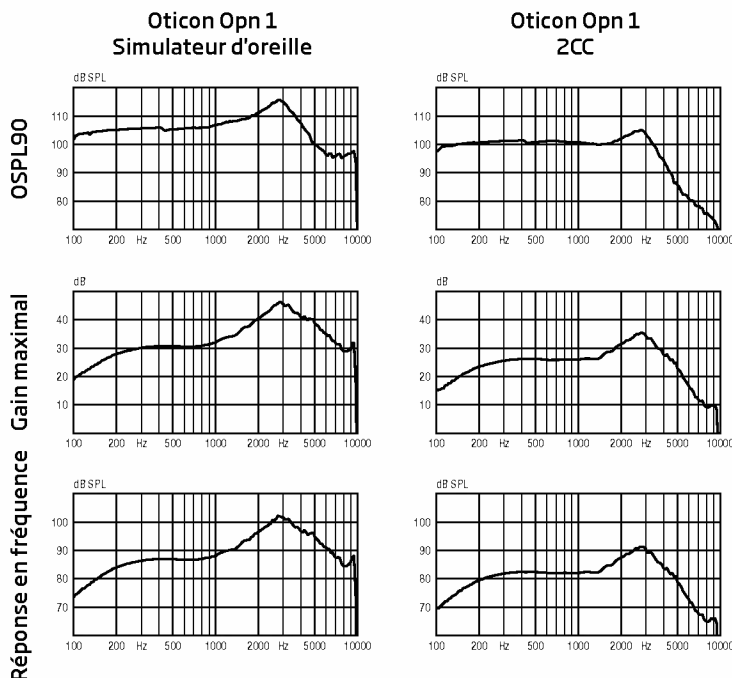 Oticon Opn 1
Simulateur d'oreille
Oticon Opn 1
2CC
OSPL90
dB SPL
110
100
90
80
100 200 Hz 500 1000 2000 Hz 5000 10000
dB SPL
110
100
90
80
100 200 Hz 500 1000 2000 Hz 5000 10000
Gain maximal
dB
40
30
20
10
100 200 Hz 500 1000 2000 Hz 5000 10000
dB
40
30
20
10
100 200 Hz 500 1000 2000 Hz 5000 10000
Réponse en fréquence
dB SPL
100
90
80
70
100 200 Hz 500 1000 2000 Hz 5000 10000
dB SPL
100
90
80
70
100 200 Hz 500 1000 2000 Hz 5000 10000